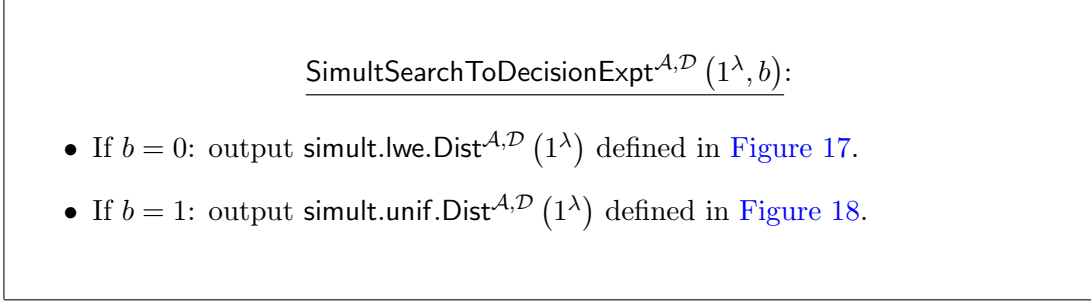 SimultSearchToDecisionExpt^{𝒜,𝒟} (1^λ, b):
• If b = 0: output simult.lwe.Dist^{𝒜,𝒟} (1^λ) defined in Figure 17.
• If b = 1: output simult.unif.Dist^{𝒜,𝒟} (1^λ) defined in Figure 18.